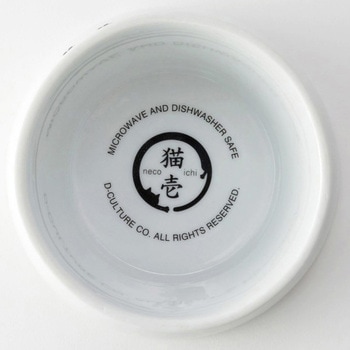 MICROWAVE AND DISHWASHER SAFE
猫
neco ichi
壱
D-CULTURE CO. ALL RIGHTS RESERVED.